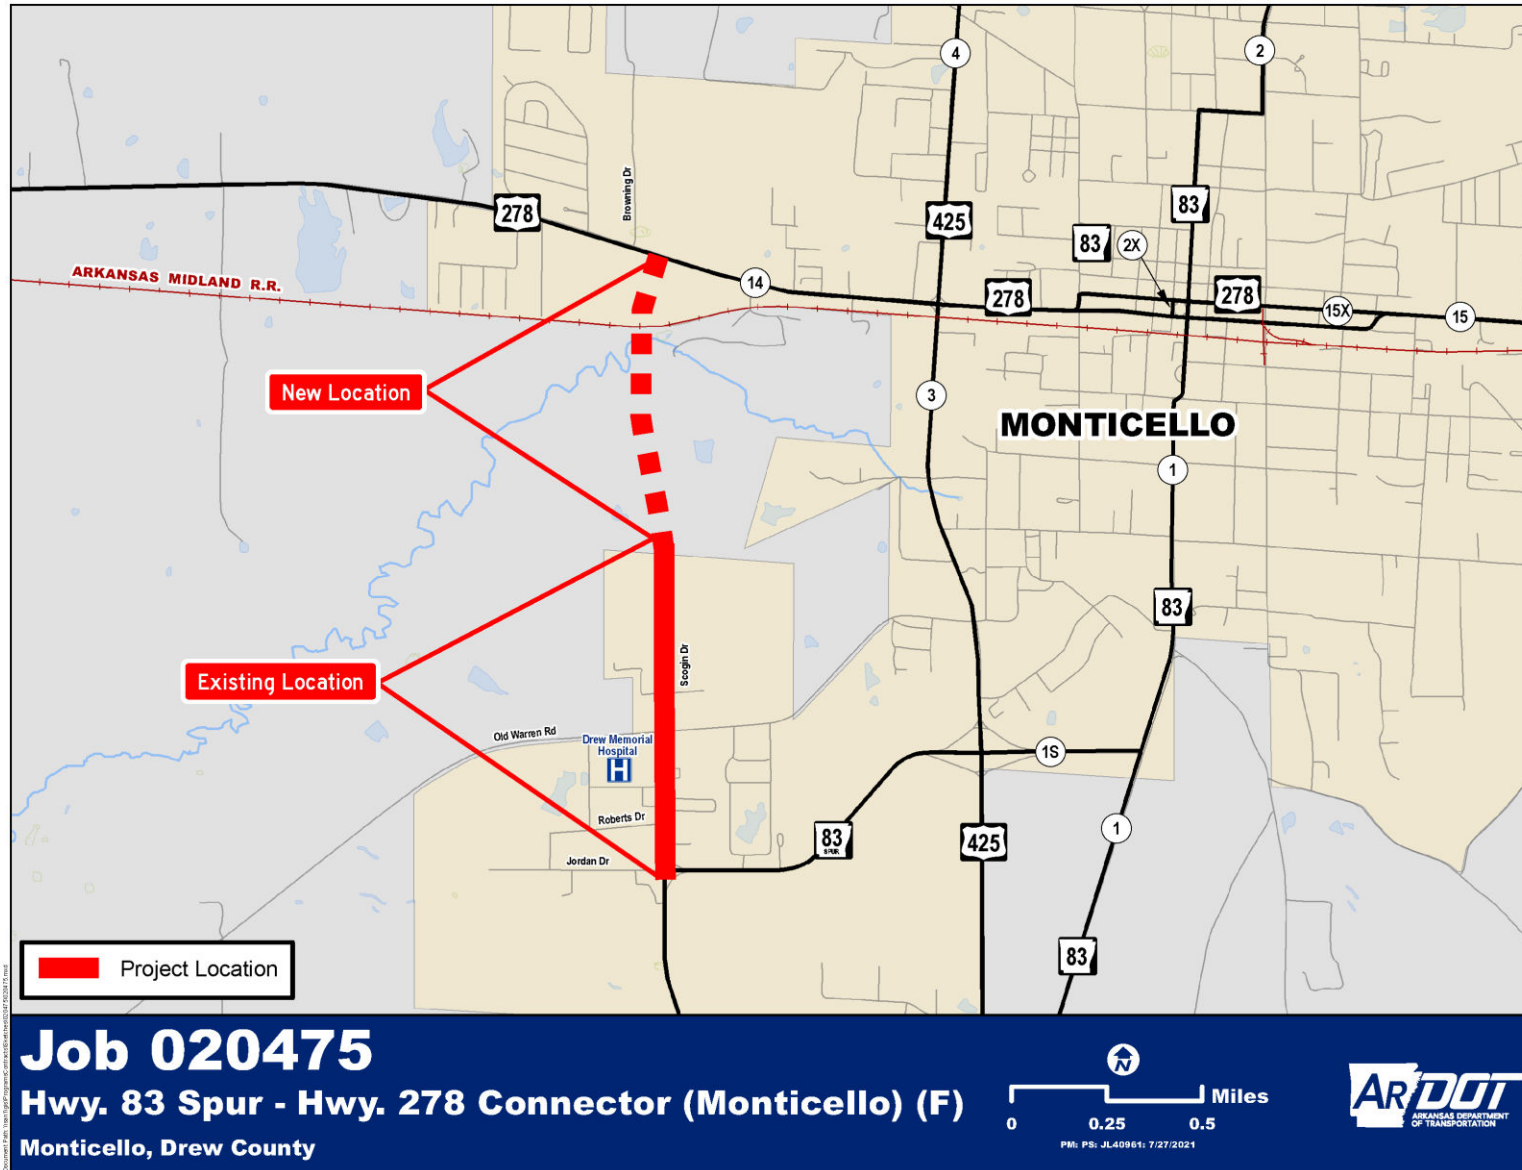 4
2
Browning Dr
278
83
425
83
2X
ARKANSAS MIDLAND R.R.
14
278
278
15X
15
New Location
3
MONTICELLO
1
83
Scogin Dr
Existing Location
Old Warren Rd
Drew Memorial
Hospital
H
1S
Roberts Dr
83
SPUR
425
1
Jordan Dr
83
Project Location
Job 020475
Hwy. 83 Spur - Hwy. 278 Connector (Monticello) (F)
Monticello, Drew County
N
Miles
0 0.25 0.5
PM: PS: JL40961: 7/27/2021
ARDOT
ARKANSAS DEPARTMENT
OF TRANSPORTATION